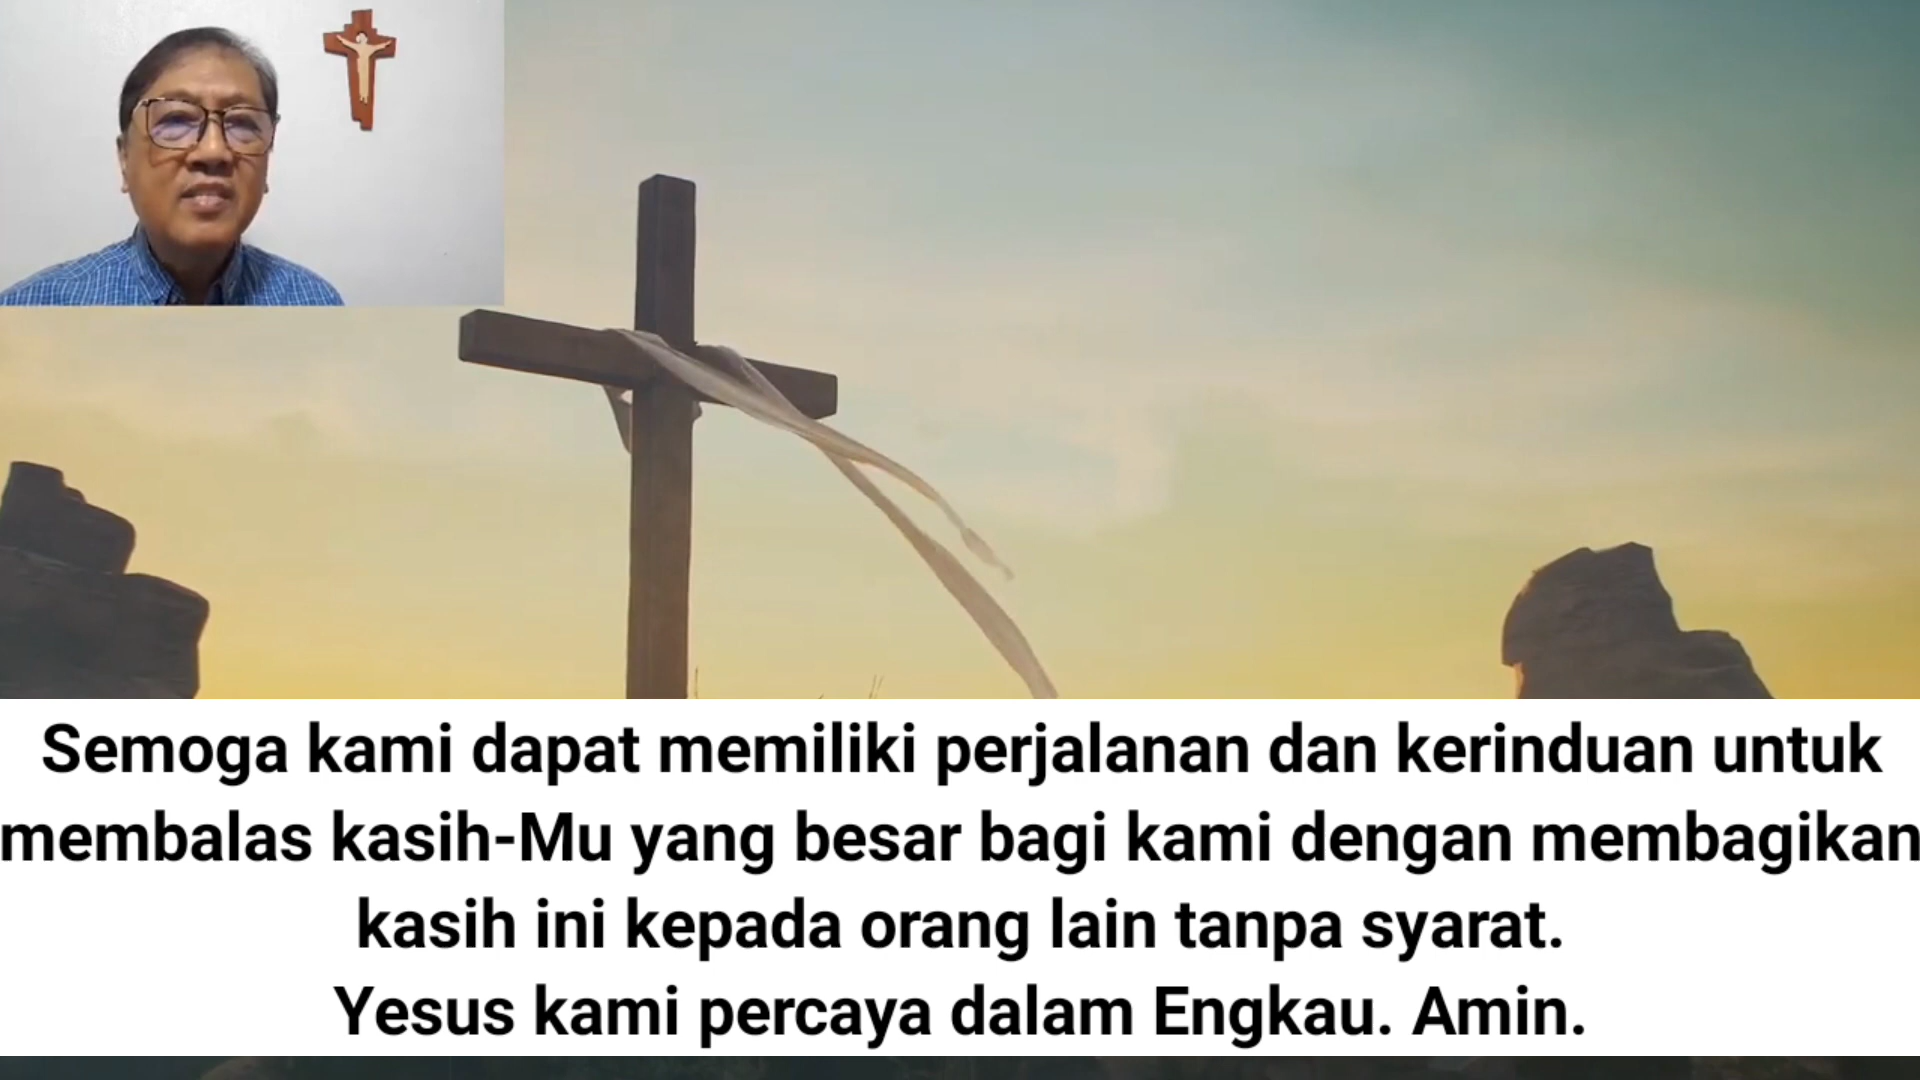 Semoga kami dapat memiliki perjalanan dan kerinduan untuk
membalas kasih-Mu yang besar bagi kami dengan membagikan
kasih ini kepada orang lain tanpa syarat.
Yesus kami percaya dalam Engkau. Amin.